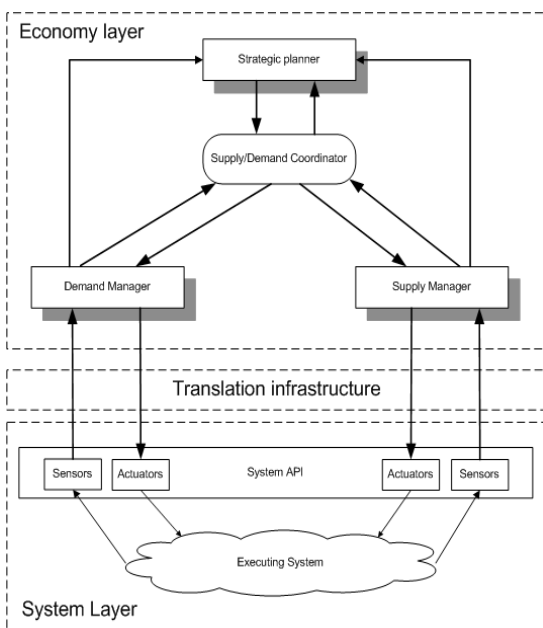 Economy layer
Strategic planner
Supply/Demand Coordinator
Demand Manager
Supply Manager
Translation infrastructure
Sensors
Actuators
System API
Actuators
Sensors
Executing System
System Layer